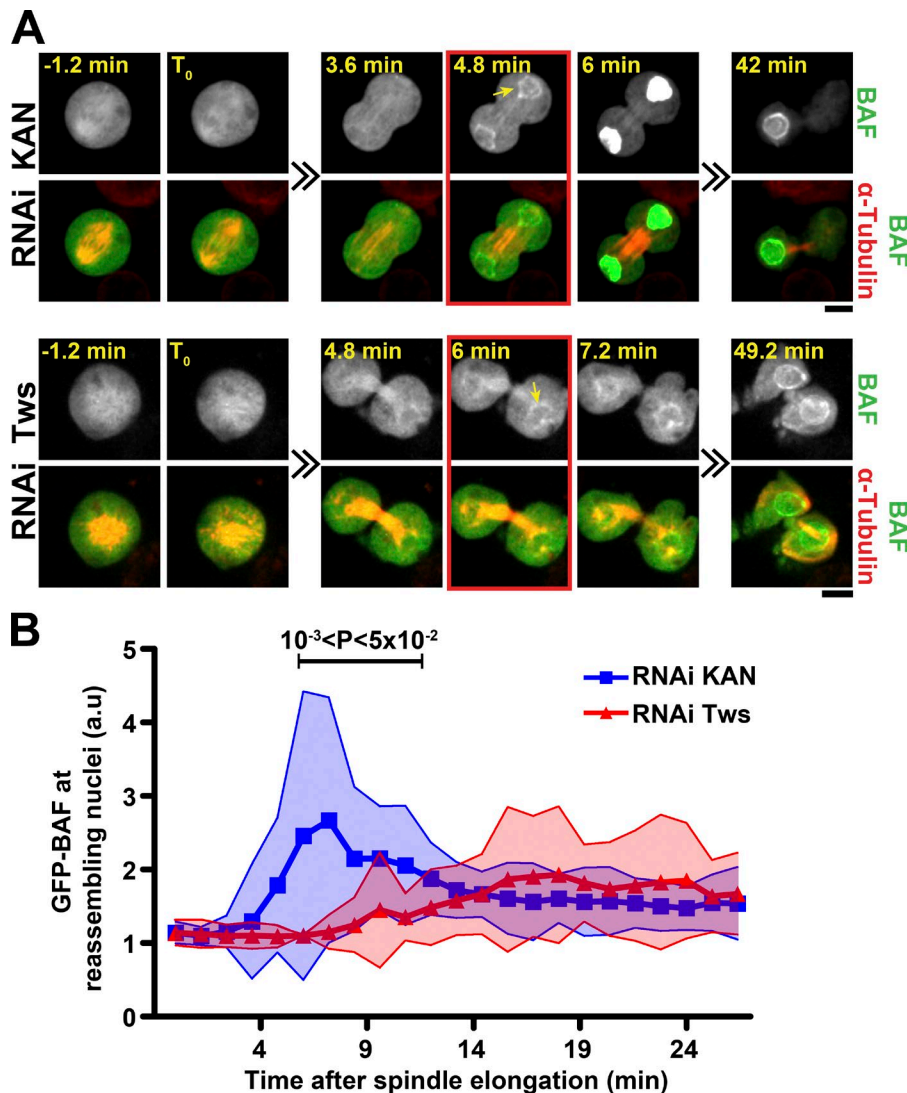 A
-1.2 min T₀ 3.6 min 4.8 min 6 min 42 min
RNAi KAN
BAF
α-Tubulin
BAF
-1.2 min T₀ 4.8 min 6 min 7.2 min 49.2 min
RNAi Tws
BAF
α-Tubulin
BAF
B
10⁻³<P<5x10⁻²
RNAi KAN
RNAi Tws
GFP-BAF at
reassembling nuclei (a.u)
5
4
3
2
1
0
4 9 14 19 24
Time after spindle elongation (min)